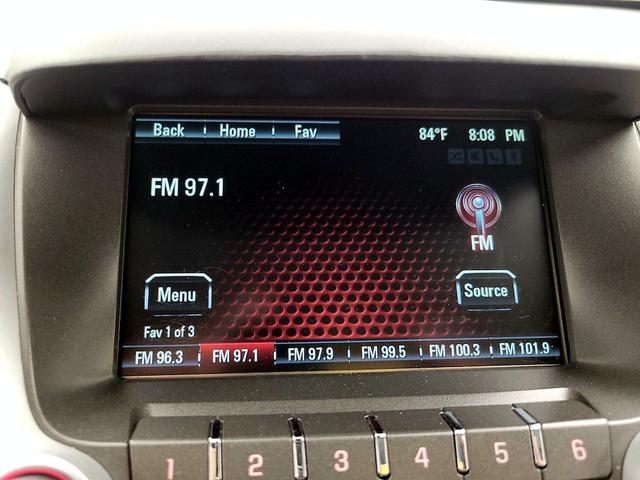 Back Home Fav 84°F 8:08 PM
FM 97.1
FM
Menu Source
Fav 1 of 3
FM 96.3 FM 97.1 FM 97.9 FM 99.5 FM 100.3 FM 101.9
1 2 3 4 5 6